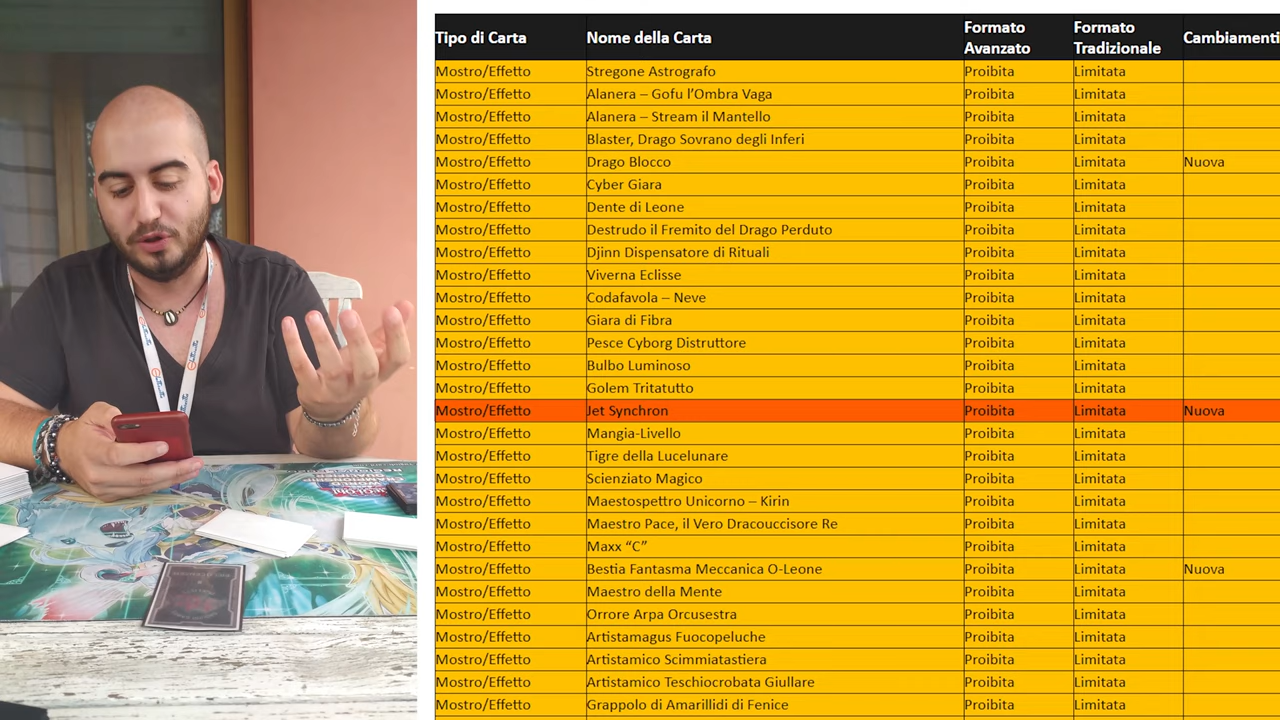 Tipo di Carta Nome della Carta Formato Avanzato Formato Tradizionale Cambiamenti
Mostro/Effetto Stregone Astrografo Proibita Limitata
Mostro/Effetto Alanera – Gofu l’Ombra Vaga Proibita Limitata
Mostro/Effetto Alanera – Stream il Mantello Proibita Limitata
Mostro/Effetto Blaster, Drago Sovrano degli Inferi Proibita Limitata
Mostro/Effetto Drago Blocco Proibita Limitata Nuova
Mostro/Effetto Cyber Giara Proibita Limitata
Mostro/Effetto Dente di Leone Proibita Limitata
Mostro/Effetto Destrudo il Fremito del Drago Perduto Proibita Limitata
Mostro/Effetto Djinn Dispensatore di Rituali Proibita Limitata
Mostro/Effetto Viverna Eclisse Proibita Limitata
Mostro/Effetto Codafavola – Neve Proibita Limitata
Mostro/Effetto Giara di Fibra Proibita Limitata
Mostro/Effetto Pesce Cyborg Distruttore Proibita Limitata
Mostro/Effetto Bulbo Luminoso Proibita Limitata
Mostro/Effetto Golem Tritatutto Proibita Limitata
Mostro/Effetto Jet Synchron Proibita Limitata Nuova
Mostro/Effetto Mangia-Livello Proibita Limitata
Mostro/Effetto Tigre della Lucelunare Proibita Limitata
Mostro/Effetto Scienziato Magico Proibita Limitata
Mostro/Effetto Maestospettro Unicorno – Kirin Proibita Limitata
Mostro/Effetto Maestro Pace, il Vero Dracouccisore Re Proibita Limitata
Mostro/Effetto Maxx “C” Proibita Limitata
Mostro/Effetto Bestia Fantasma Meccanica O-Leone Proibita Limitata Nuova
Mostro/Effetto Maestro della Mente Proibita Limitata
Mostro/Effetto Orrore Arpa Orcusestra Proibita Limitata
Mostro/Effetto Artistamagus Fuocopeluche Proibita Limitata
Mostro/Effetto Artistamico Scimmiatastiera Proibita Limitata
Mostro/Effetto Artistamico Teschiocrobata Giullare Proibita Limitata
Mostro/Effetto Grappolo di Amarillidi di Fenice Proibita Limitata